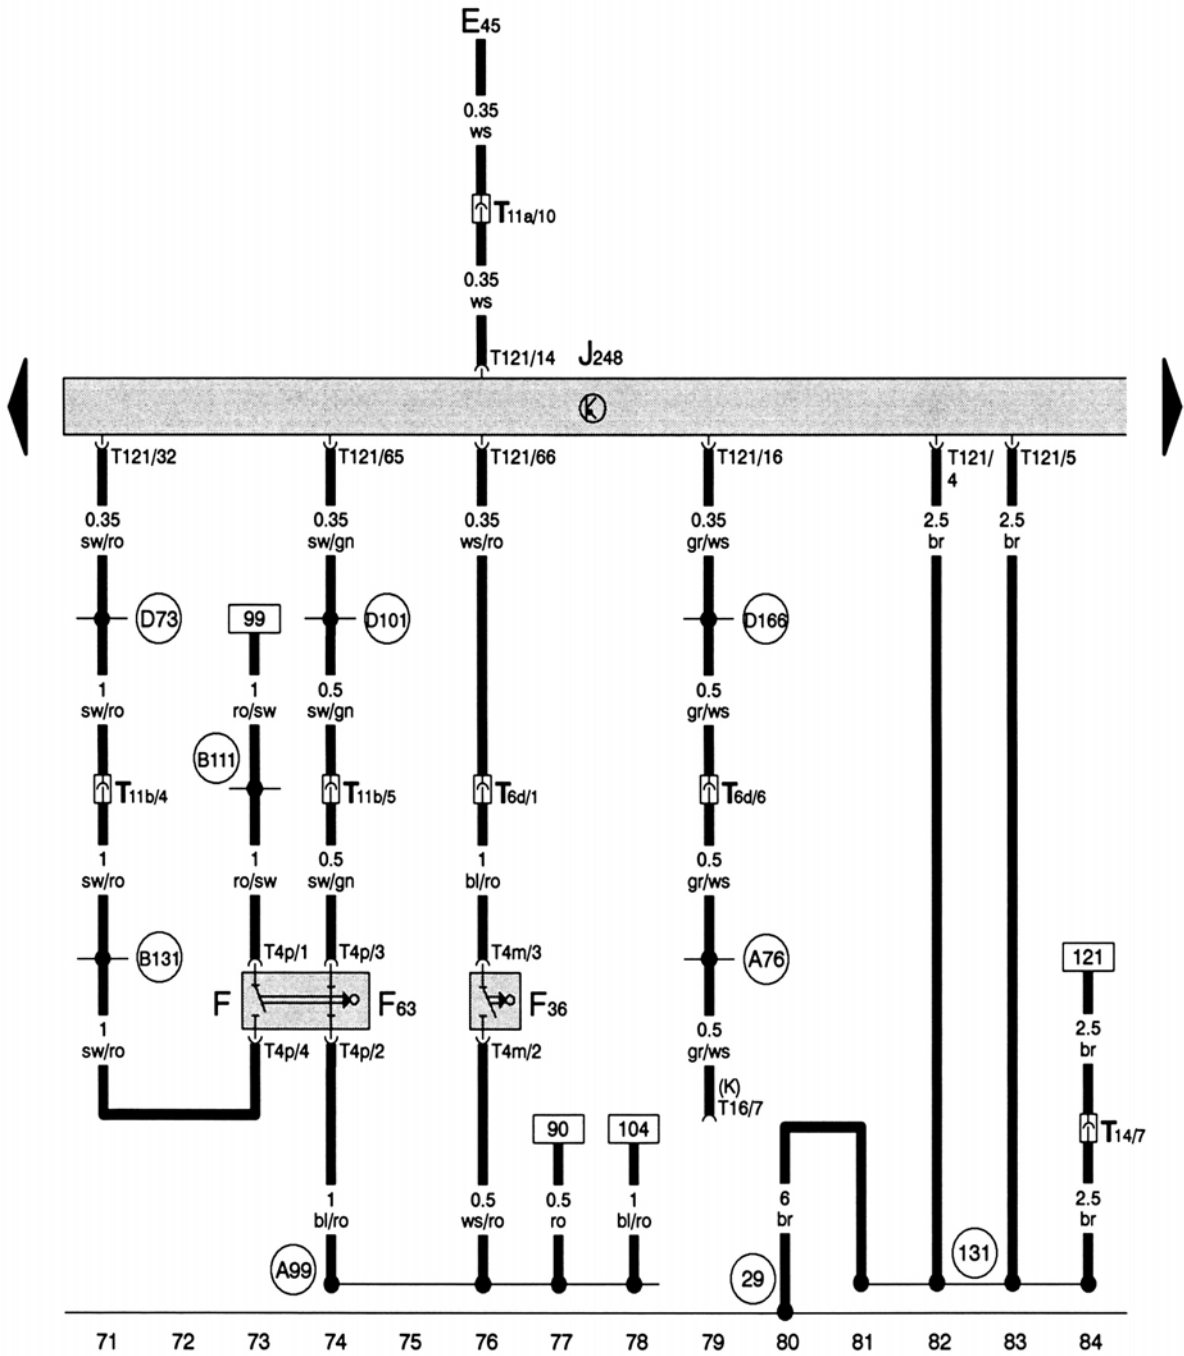 E45
0.35
ws
T11a/10
0.35
ws
T121/14 J248
K
T121/32 T121/65 T121/66 T121/16 T121/4 T121/5
0.35 0.35 0.35 0.35 2.5 2.5
sw/ro sw/gn ws/ro gr/ws br br
D73 99 D101 D166
1 1 0.5 0.5
sw/ro ro/sw sw/gn gr/ws
B111
T11b/4 T11b/5 T6d/1 T6d/6
1 1 0.5 1 0.5
sw/ro ro/sw sw/gn bl/ro gr/ws
B131 T4p/1 T4p/3 T4m/3 A76 121
F F63 F36
1 0.5 2.5
sw/ro T4p/4 T4p/2 T4m/2 gr/ws br
(K)
T16/7
90 104 T14/7
1 0.5 0.5 1 6 2.5
bl/ro ws/ro ro bl/ro br br
A99 29 131
71 72 73 74 75 76 77 78 79 80 81 82 83 84